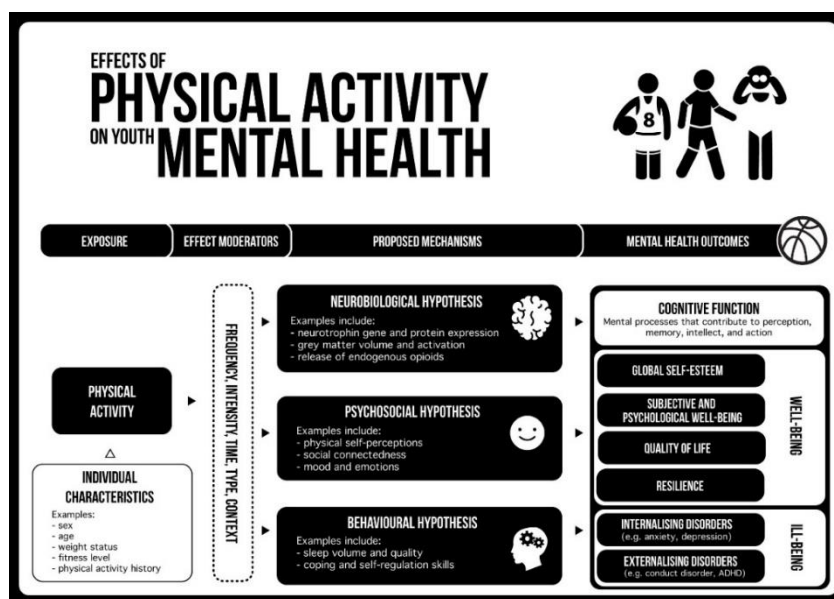 EFFECTS OF
PHYSICAL ACTIVITY
ON YOUTH MENTAL HEALTH
8
EXPOSURE
EFFECT MODERATORS
PROPOSED MECHANISMS
MENTAL HEALTH OUTCOMES
PHYSICAL
ACTIVITY
INDIVIDUAL
CHARACTERISTICS
Examples:
- sex
- age
- weight status
- fitness level
- physical activity history
FREQUENCY, INTENSITY, TIME, TYPE, CONTEXT
NEUROBIOLOGICAL HYPOTHESIS
Examples include:
- neurotrophin gene and protein expression
- grey matter volume and activation
- release of endogenous opioids
PSYCHOSOCIAL HYPOTHESIS
Examples include:
- physical self-perceptions
- social connectedness
- mood and emotions
BEHAVIOURAL HYPOTHESIS
Examples include:
- sleep volume and quality
- coping and self-regulation skills
COGNITIVE FUNCTION
Mental processes that contribute to perception,
memory, intellect, and action
GLOBAL SELF-ESTEEM
SUBJECTIVE AND
PSYCHOLOGICAL WELL-BEING
QUALITY OF LIFE
RESILIENCE
WELL-BEING
INTERNALISING DISORDERS
(e.g. anxiety, depression)
EXTERNALISING DISORDERS
(e.g. conduct disorder, ADHD)
ILL-BEING